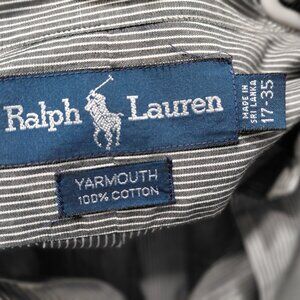 Ralph Lauren
MADE IN
SRI LANKA
17-35
YARMOUTH
100% COTTON